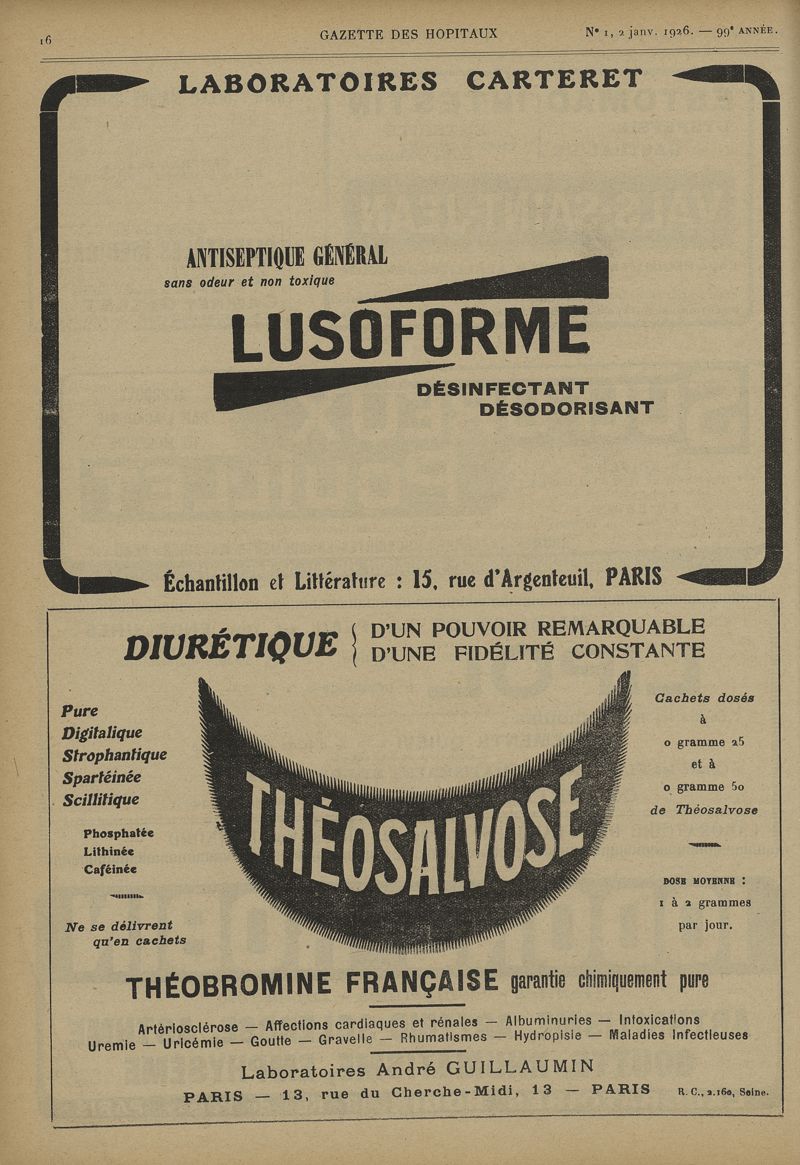 16
GAZETTE DES HOPITAUX
N° 1, 2 janv. 1926. — 99e ANNÉE.
LABORATOIRES CARTERET
ANTISEPTIQUE GÉNÉRAL
sans odeur et non toxique
LUSOFORME
DÉSINFECTANT
DÉSODORISANT
Échantillon et Littérature : 15, rue d'Argenteuil, PARIS
DIURÉTIQUE
D'UN POUVOIR REMARQUABLE
D'UNE FIDÉLITÉ CONSTANTE
Pure
Digitalique
Strophantique
Spartéinée
Scillitique
Phosphatée
Lithinée
Caféinée
Ne se délivrent
qu'en cachets
THÉOSALVOSE
Cachets dosés
à
0 gramme 25
et à
0 gramme 50
de Théosalvose
DOSE MOYENNE :
1 à 2 grammes
par jour.
THÉOBROMINE FRANÇAISE garantie chimiquement pure
Artériosclérose — Affections cardiaques et rénales — Albuminuries — Intoxications
Uremie — Uricémie — Goutte — Gravelle — Rhumatismes — Hydropisie — Maladies Infectieuses
Laboratoires André GUILLAUMIN
PARIS — 13, rue du Cherche-Midi, 13 — PARIS
R. C., 2.160, Seine.